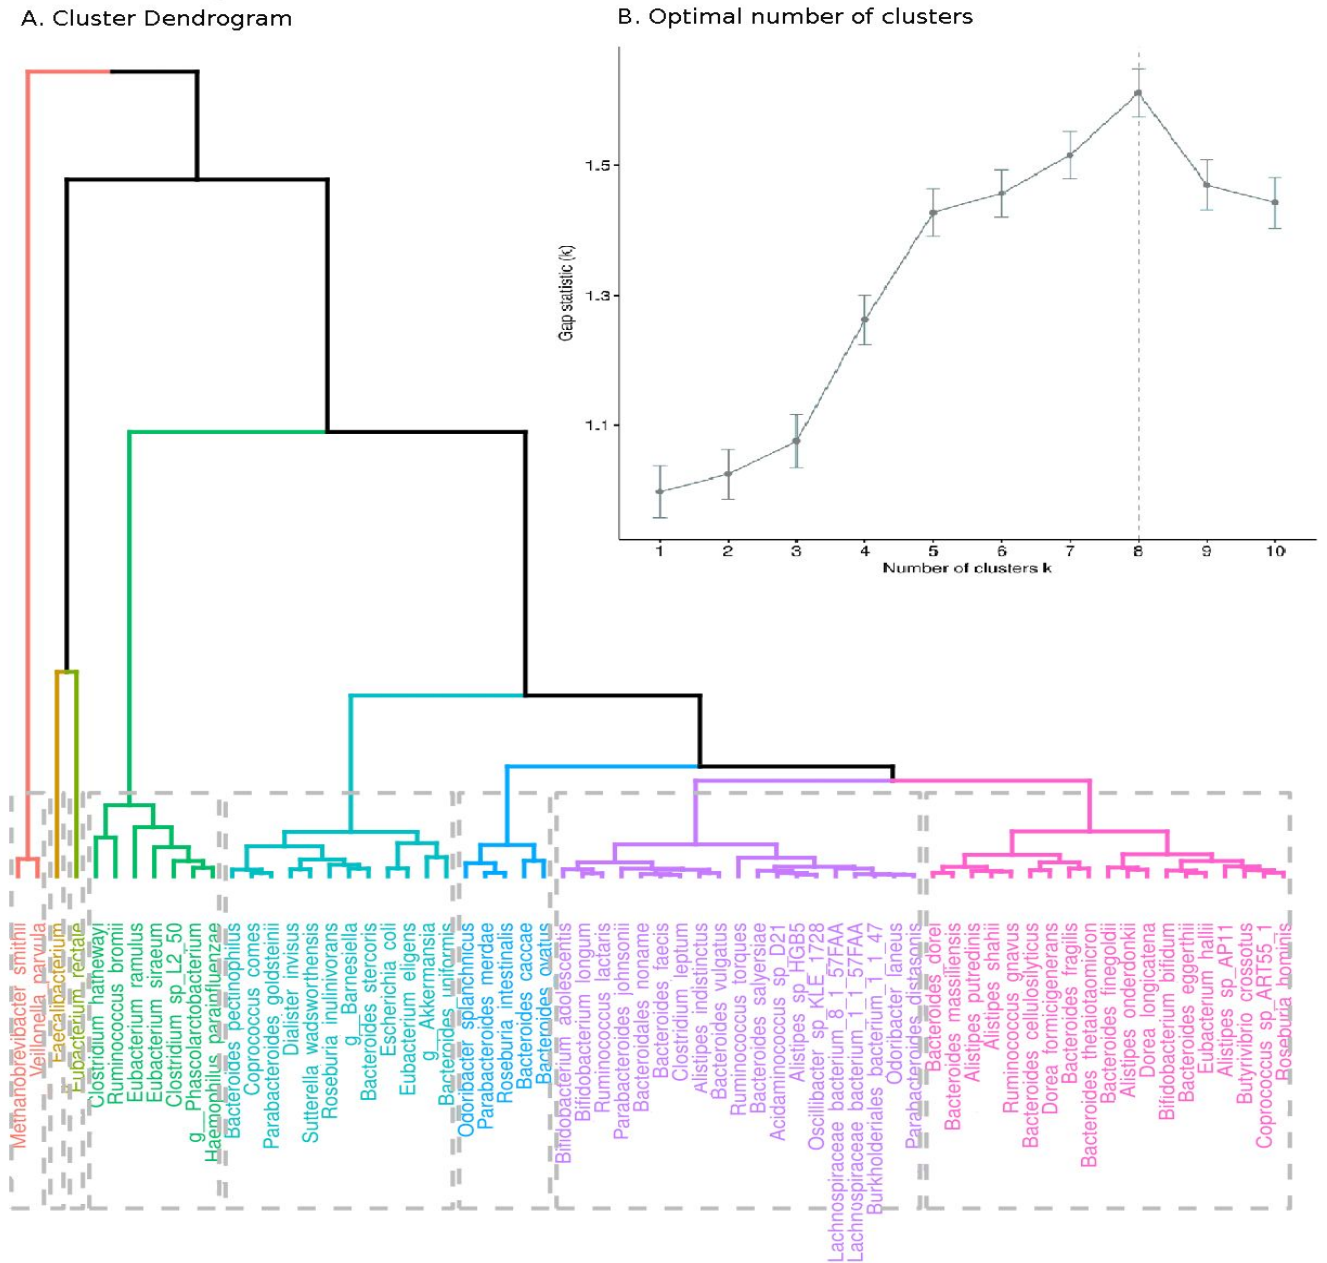 A. Cluster Dendrogram
B. Optimal number of clusters
1.5
1.3
1.1
Gap statistic (k)
1 2 3 4 5 6 7 8 9 10
Number of clusters k
Methanobrevibacter smithii
Veillonella parvula
Faecalibacterium
Eubacterium rectale
Clostridium hathewayi
Ruminococcus bromii
Eubacterium ramulus
Eubacterium siraeum
Clostridium sp_L2_50
g__Phascolarctobacterium
Haemophilus parainfluenzae
Bacteroides pectinophilus
Coprococcus comes
Parabacteroides goldsteinii
Dialister invisus
Sutterella wadsworthensis
Roseburia inulinivorans
g__Barnesiella
Bacteroides stercoris
Escherichia coli
Eubacterium eligens
g__Akkermansia
Bacteroides uniformis
Odoribacter splanchnicus
Parabacteroides merdae
Roseburia intestinalis
Bacteroides caccae
Bacteroides ovatus
Bifidobacterium adolescentis
Bifidobacterium longum
Ruminococcus lactaris
Parabacteroides johnsonii
Bacteroides nordii
Bacteroides faecis
Clostridium leptum
Alistipes indistinctus
Bacteroides vulgatus
Ruminococcus torques
Bacteroides salyersiae
Acidaminococcus sp_D21
Alistipes sp_HGB5
Oscillibacter sp_KLE_1728
Lachnospiraceae bacterium_8_1_57FAA
Lachnospiraceae bacterium_1_1_57FAA
Burkholderiales bacterium_1_1_47
Odoribacter laneus
Parabacteroides distasonis
Bacteroides dorei
Bacteroides massiliensis
Alistipes putredinis
Alistipes shahii
Ruminococcus gnavus
Bacteroides cellulosilyticus
Dorea formicigenerans
Bacteroides fragilis
Bacteroides thetaiotaomicron
Bacteroides finegoldii
Alistipes onderdonkii
Dorea longicatena
Bifidobacterium bifidum
Bacteroides eggerthii
Eubacterium hallii
Alistipes sp_AP11
Butyrivibrio crossotus
Coprococcus sp_ART55_1
Roseburia hominis